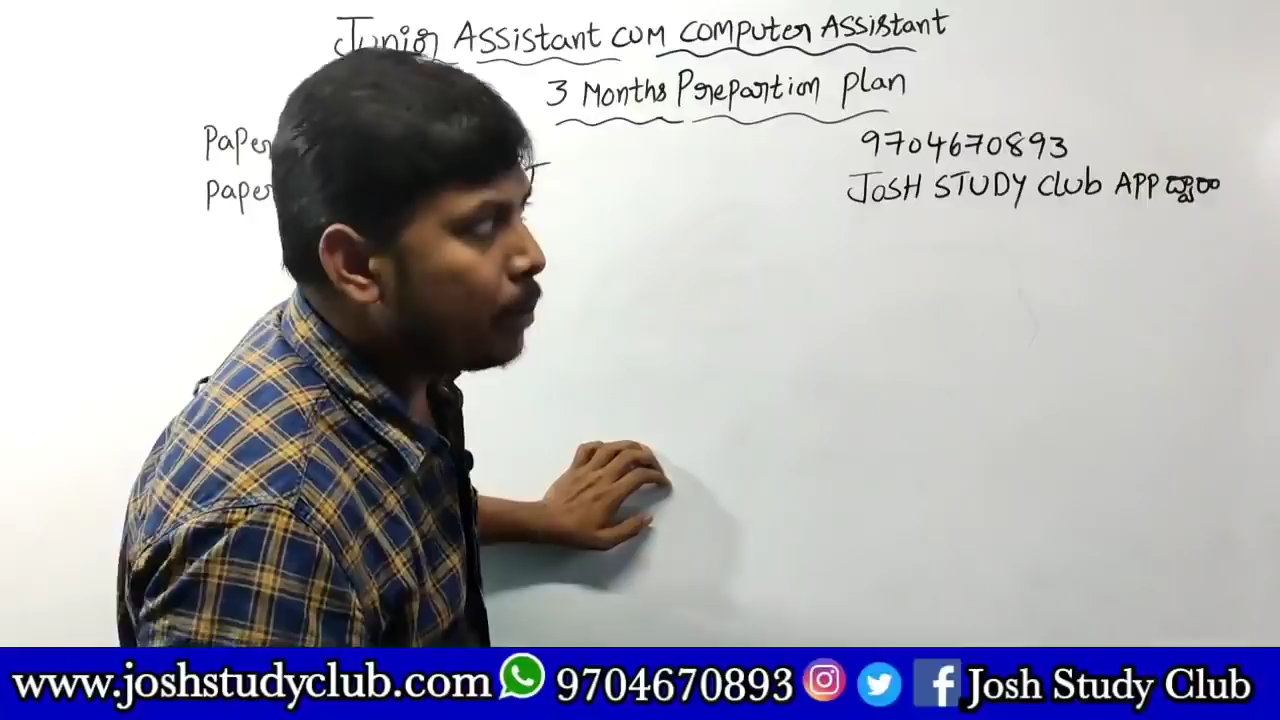 Junior Assistant cum computer Assistant
3 Months Prepartion plan
paper
9704670893
paper
JOSH STUDY Club APP ద్వారా
www.joshstudyclub.com 9704670893 Josh Study Club